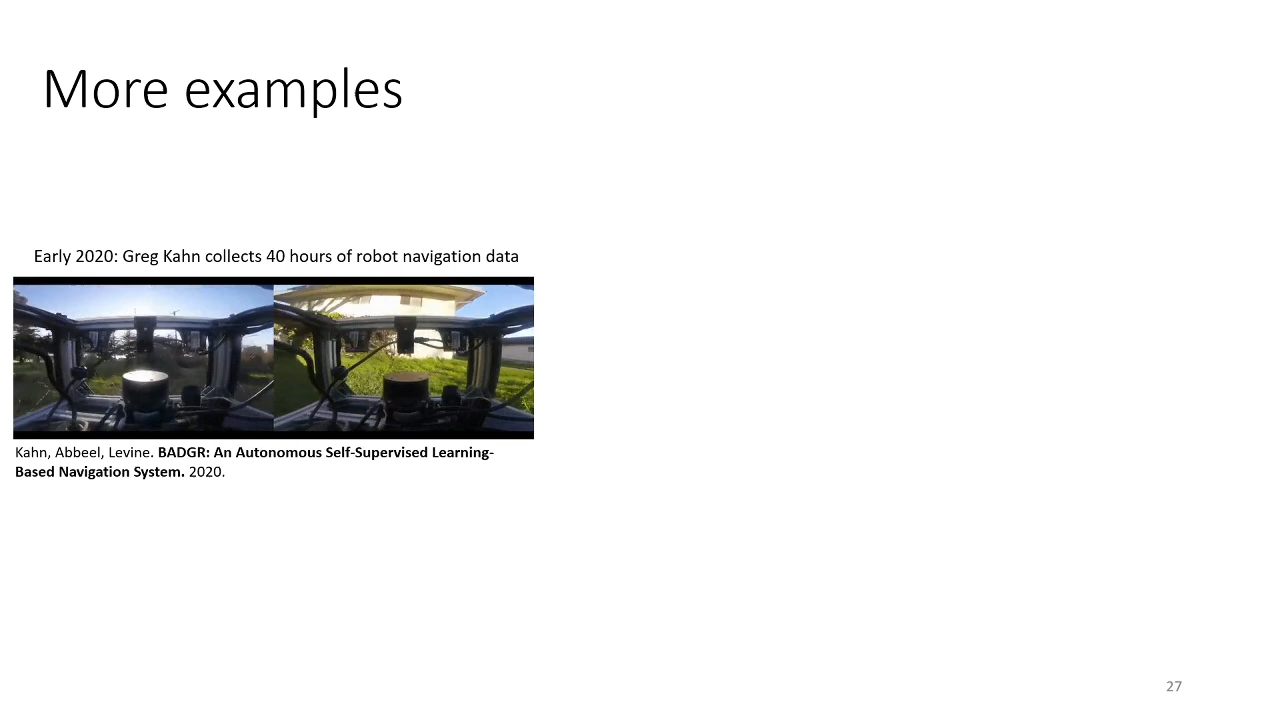 More examples
Early 2020: Greg Kahn collects 40 hours of robot navigation data
Kahn, Abbeel, Levine. BADGR: An Autonomous Self-Supervised Learning-
Based Navigation System. 2020.
27